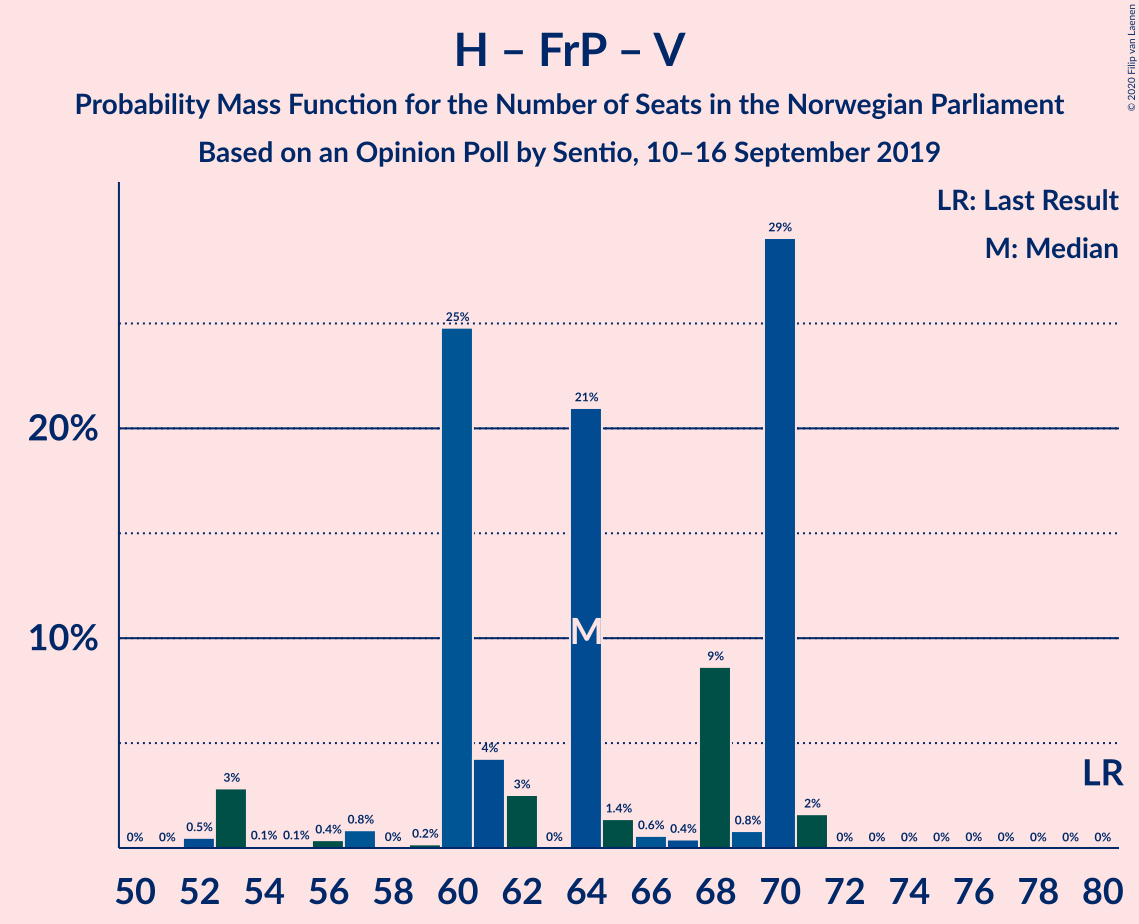 H – FrP – V
Probability Mass Function for the Number of Seats in the Norwegian Parliament
Based on an Opinion Poll by Sentio, 10–16 September 2019
© 2020 Filip van Laenen
LR: Last Result
M: Median
20%
10%
0% 0% 0.5% 3% 0.1% 0.1% 0.4% 0.8% 0% 0.2% 25% 4% 3% 0% 21% 1.4% 0.6% 0.4% 9% 0.8% 29% 2% 0% 0% 0% 0% 0% 0% 0% 0% 0%
M
LR
50 52 54 56 58 60 62 64 66 68 70 72 74 76 78 80